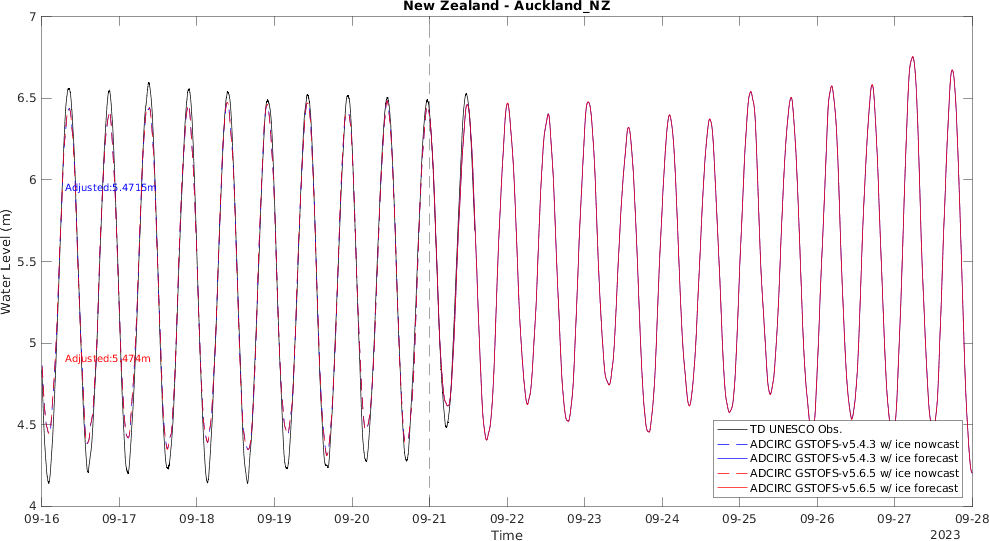 New Zealand - Auckland_NZ
7
6.5
6
5.5
5
4.5
4
Water Level (m)
Adjusted:5.4715m
Adjusted:5.474m
TD UNESCO Obs.
ADCIRC GSTOFS-v5.4.3 w/ ice nowcast
ADCIRC GSTOFS-v5.4.3 w/ ice forecast
ADCIRC GSTOFS-v5.6.5 w/ ice nowcast
ADCIRC GSTOFS-v5.6.5 w/ ice forecast
09-16 09-17 09-18 09-19 09-20 09-21 09-22 09-23 09-24 09-25 09-26 09-27 09-28
Time
2023